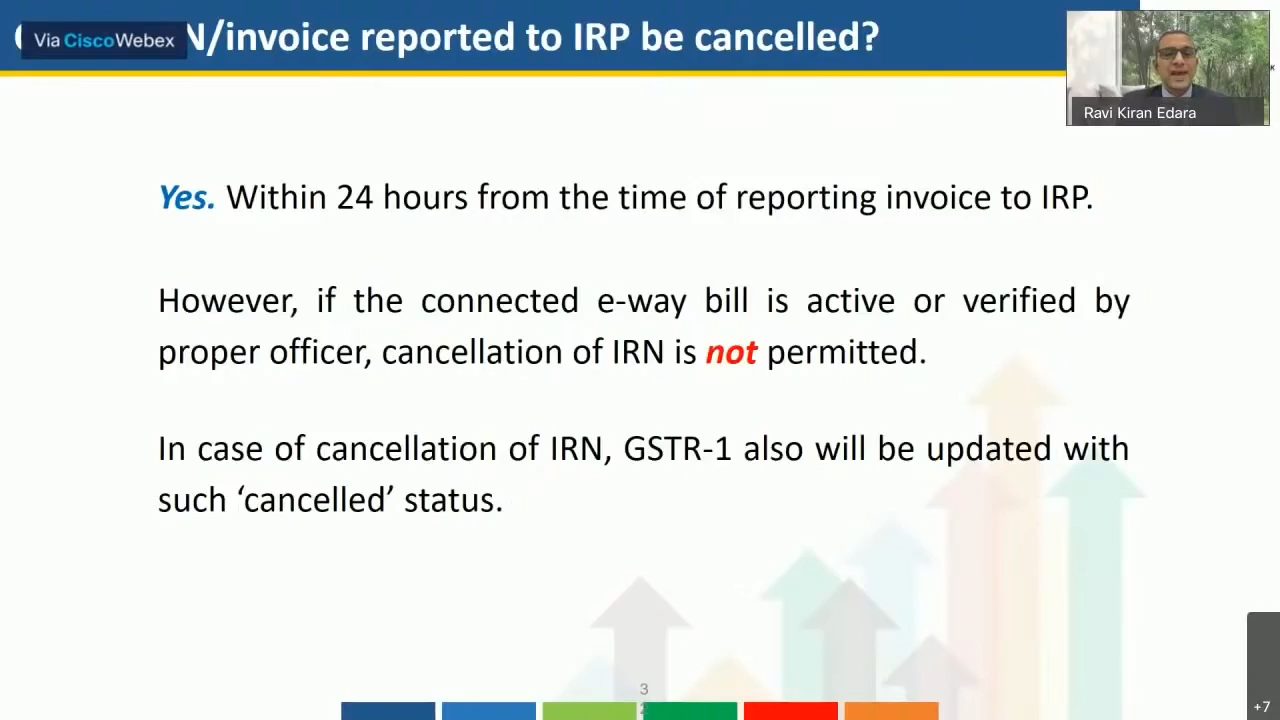 Via Cisco Webex
N/invoice reported to IRP be cancelled?
Ravi Kiran Edara
Yes. Within 24 hours from the time of reporting invoice to IRP.
However, if the connected e-way bill is active or verified by
proper officer, cancellation of IRN is not permitted.
In case of cancellation of IRN, GSTR-1 also will be updated with
such ‘cancelled’ status.
3
+7